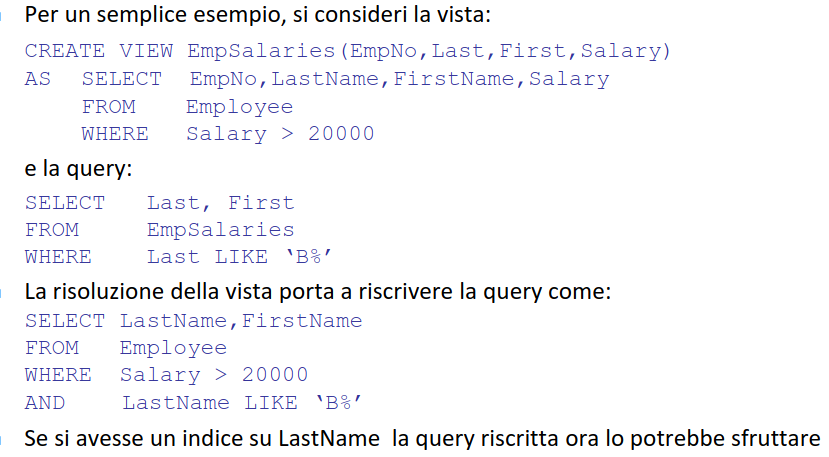 Per un semplice esempio, si consideri la vista:
CREATE VIEW EmpSalaries(EmpNo,Last,First,Salary)
AS SELECT EmpNo,LastName,FirstName,Salary
FROM Employee
WHERE Salary > 20000
e la query:
SELECT Last, First
FROM EmpSalaries
WHERE Last LIKE ‘B%’
La risoluzione della vista porta a riscrivere la query come:
SELECT LastName,FirstName
FROM Employee
WHERE Salary > 20000
AND LastName LIKE ‘B%’
Se si avesse un indice su LastName la query riscritta ora lo potrebbe sfruttare